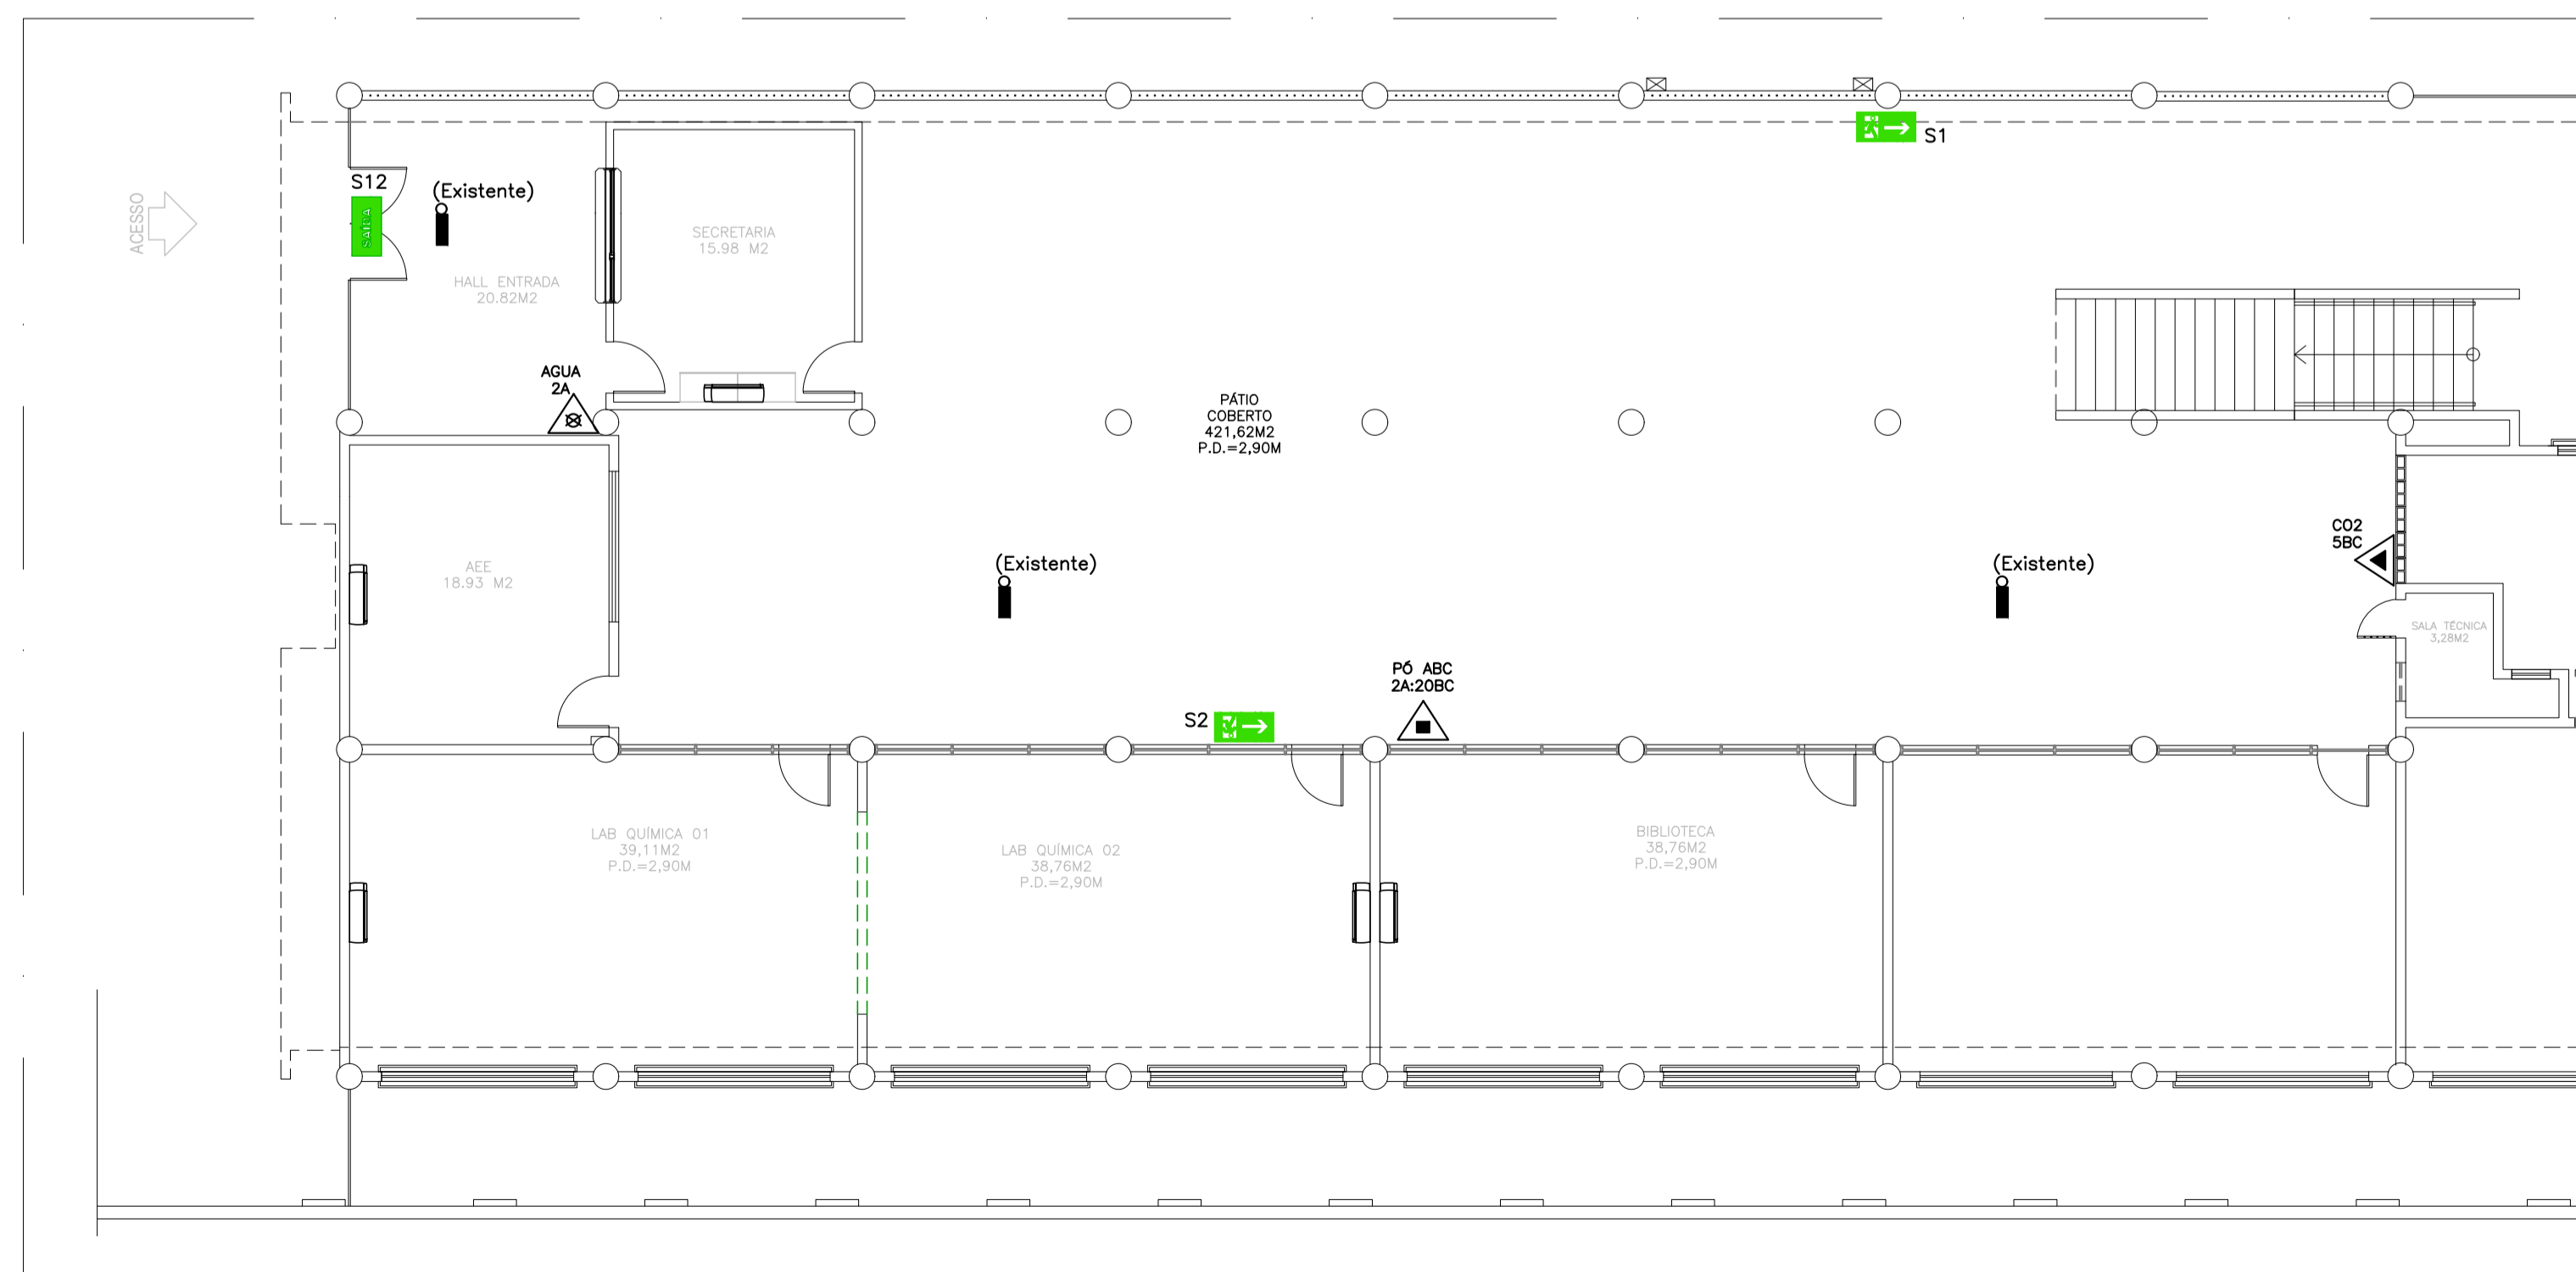 S1
S12
(Existente)
ACESSO
SAÍDA
SECRETARIA
15.98 M2
HALL ENTRADA
20.82M2
AGUA
2A
PÁTIO
COBERTO
421,62M2
P.D.=2,90M
CO2
5BC
(Existente)
(Existente)
AEE
18.93 M2
SALA TÉCNICA
3,28M2
PÓ ABC
2A:20BC
S2
LAB QUÍMICA 01
39,11M2
P.D.=2,90M
LAB QUÍMICA 02
38,76M2
P.D.=2,90M
BIBLIOTECA
38,76M2
P.D.=2,90M